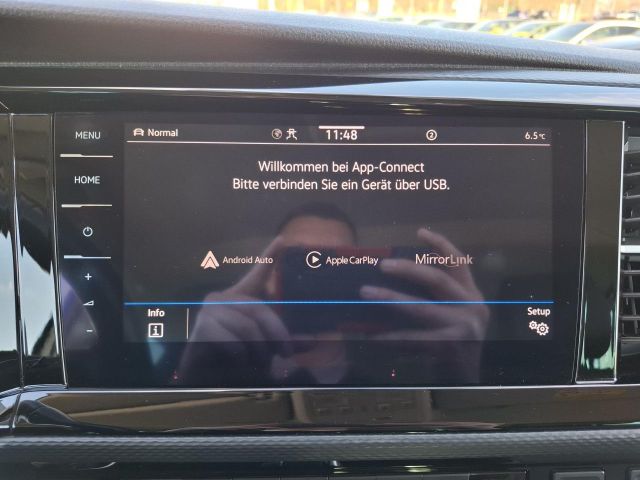 MENU
HOME
+
-
Normal
11:48
2
6.5°C
Willkommen bei App-Connect
Bitte verbinden Sie ein Gerät über USB.
Android Auto
Apple CarPlay
MirrorLink
Info
i
Setup